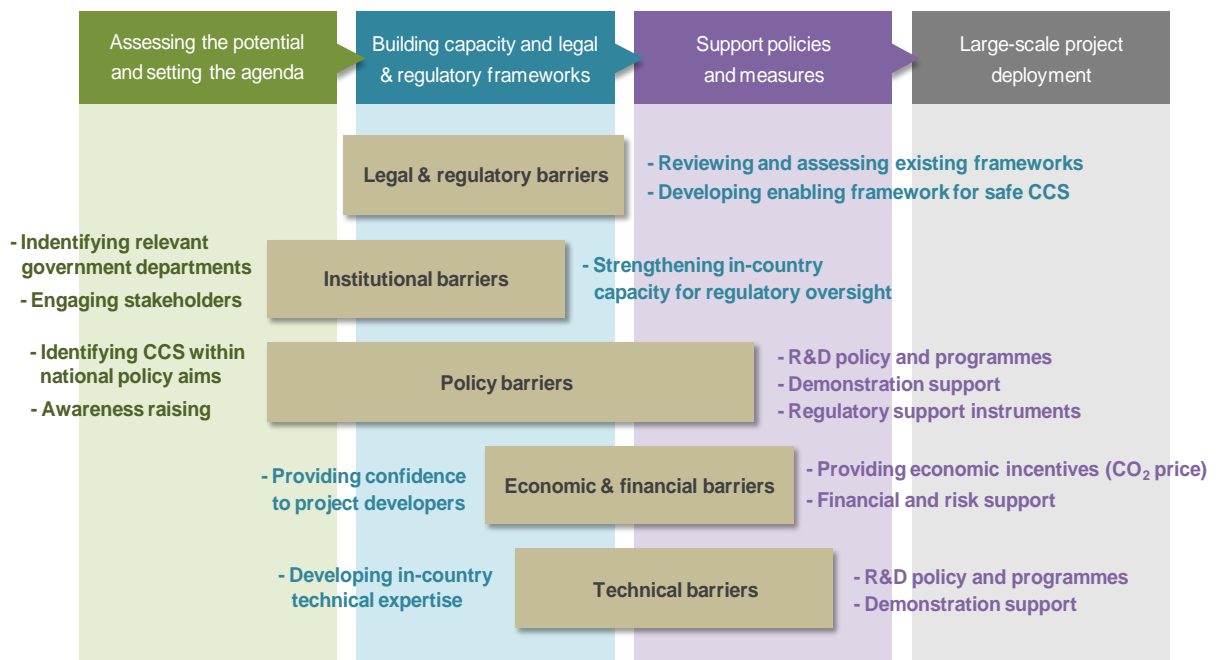 Assessing the potential
and setting the agenda
Building capacity and legal
& regulatory frameworks
Support policies
and measures
Large-scale project
deployment
Legal & regulatory barriers
- Reviewing and assessing existing frameworks
- Developing enabling framework for safe CCS
- Indentifying relevant
government departments
- Engaging stakeholders
Institutional barriers
- Strengthening in-country
capacity for regulatory oversight
- Identifying CCS within
national policy aims
- Awareness raising
Policy barriers
- R&D policy and programmes
- Demonstration support
- Regulatory support instruments
- Providing confidence
to project developers
Economic & financial barriers
- Providing economic incentives (CO₂ price)
- Financial and risk support
- Developing in-country
technical expertise
Technical barriers
- R&D policy and programmes
- Demonstration support